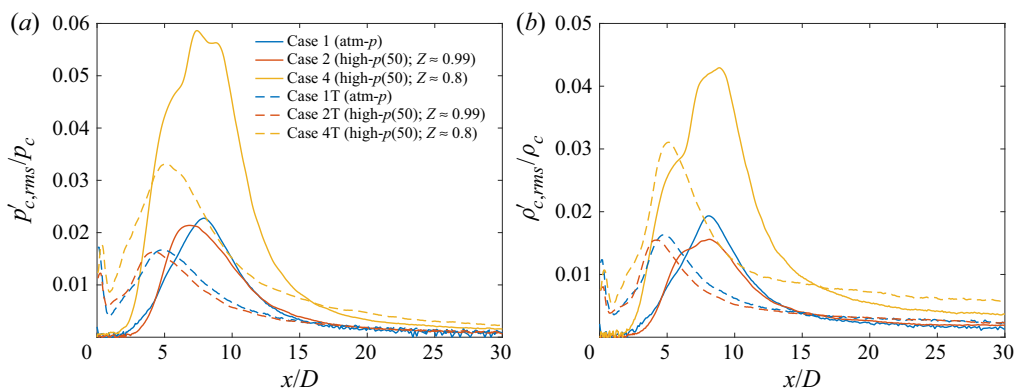 (a)
0.06
0.05
0.04
0.03
0.02
0.01
p′c,rms/pc
0 5 10 15 20 25 30
x/D
Case 1 (atm-p)
Case 2 (high-p(50); Z ≈ 0.99)
Case 4 (high-p(50); Z ≈ 0.8)
Case 1T (atm-p)
Case 2T (high-p(50); Z ≈ 0.99)
Case 4T (high-p(50); Z ≈ 0.8)
(b)
0.05
0.04
0.03
0.02
0.01
ρ′c,rms/ρc
0 5 10 15 20 25 30
x/D